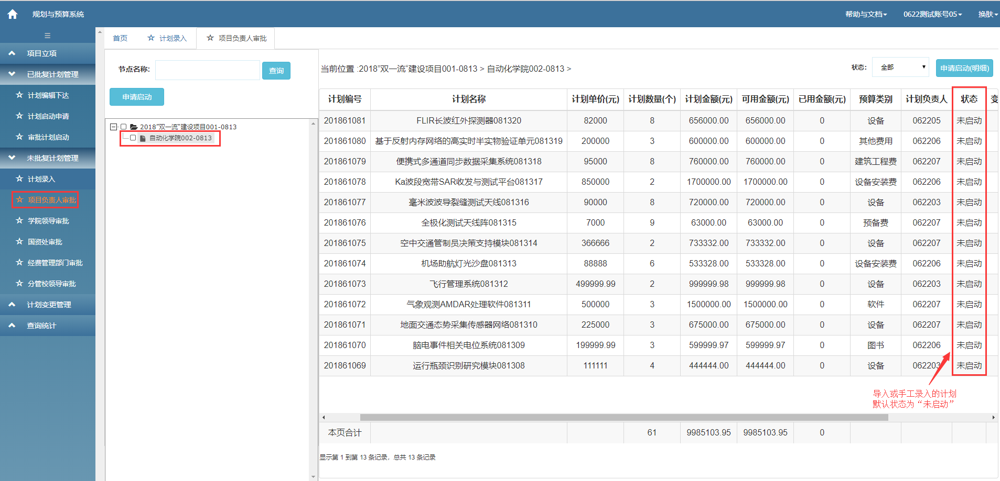 规划与预算系统
帮助与文档
0622测试账号05
换肤
项目立项
已批复计划管理
计划编辑下达
计划启动申请
审批计划启动
未批复计划管理
计划录入
项目负责人审批
学院领导审批
国资处审批
经费管理部门审批
分管校领导审批
计划变更管理
查询统计
首页 计划录入 项目负责人审批
节点名称: 查询
申请启动
2018"双一流"建设项目001-0813
自动化学院002-0813
当前位置 :2018”双一流“建设项目001-0813 > 自动化学院002-0813 >
状态: 全部 申请启动(明细)
计划编号 计划名称 计划单价(元) 计划数量(个) 计划金额(元) 可用金额(元) 已用金额(元) 预算类别 计划负责人 状态 变
201861081 FLIR长波红外探测器081320 82000 8 656000.00 656000.00 0 设备 062205 未启动
201861080 基于反射内存网络的高实时半实物验证单元081319 200000 3 600000.00 600000.00 0 其他费用 062206 未启动
201861079 便携式多通道同步数据采集系统081318 95000 8 760000.00 760000.00 0 建筑工程费 062207 未启动
201861078 Ka波段宽带SAR收发与测试平台081317 850000 2 1700000.00 1700000.00 0 设备安装费 062206 未启动
201861077 毫米波波导裂缝测试天线081316 90000 8 720000.00 720000.00 0 设备 062203 未启动
201861076 全极化测试天线阵081315 7000 9 63000.00 63000.00 0 预备费 062207 未启动
201861075 空中交通管制员决策支持模块081314 366666 2 733332.00 733332.00 0 设备 062207 未启动
201861074 机场助航灯光沙盘081313 88888 6 533328.00 533328.00 0 设备安装费 062206 未启动
201861073 飞行管理系统081312 499999.99 2 999999.98 999999.98 0 设备 062203 未启动
201861072 气象观测AMDAR处理软件081311 500000 3 1500000.00 1500000.00 0 软件 062207 未启动
201861071 地面交通态势采集传感器网络081310 225000 3 675000.00 675000.00 0 设备 062207 未启动
201861070 脑电事件相关电位系统081309 199999.99 3 599999.97 599999.97 0 图书 062206 未启动
201861069 运行瓶颈识别研究模块081308 111111 4 444444.00 444444.00 0 设备 062203 未启动
导入或手工录入的计划
默认状态为“未启动”
本页合计 61 9985103.95 9985103.95 0
显示第 1 到第 13 条记录，总共 13 条记录